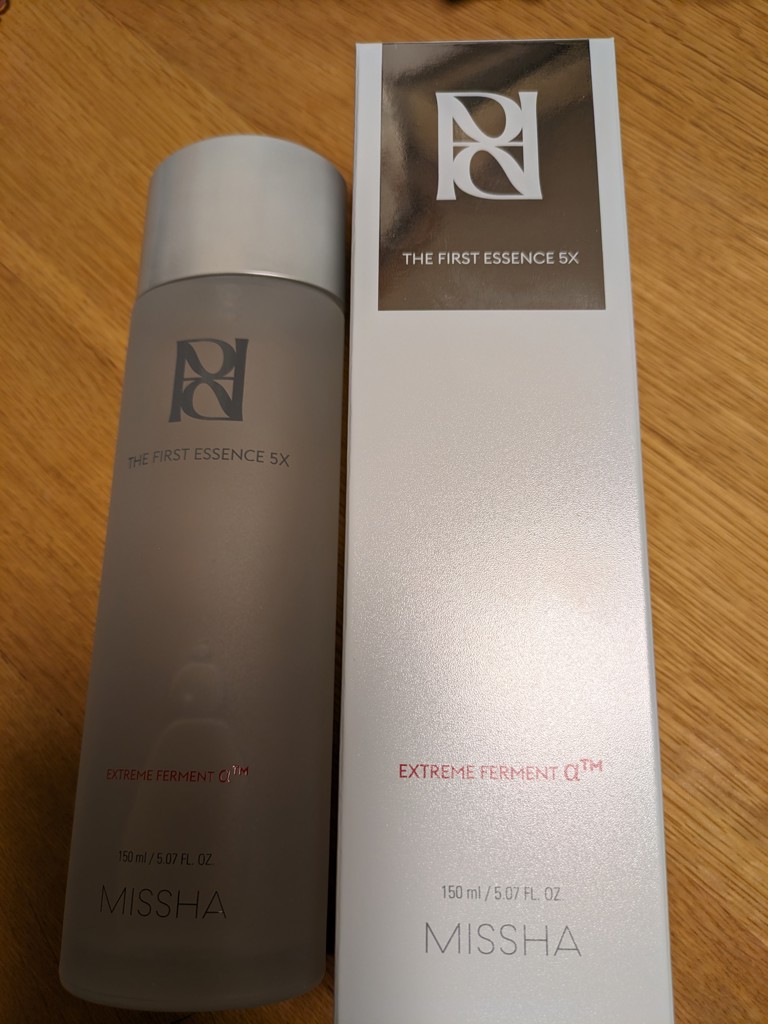 THE FIRST ESSENCE 5X
EXTREME FERMENT α™
150 ml / 5.07 FL. OZ.
MISSHA
THE FIRST ESSENCE 5X
EXTREME FERMENT α™
150 ml / 5.07 FL. OZ.
MISSHA